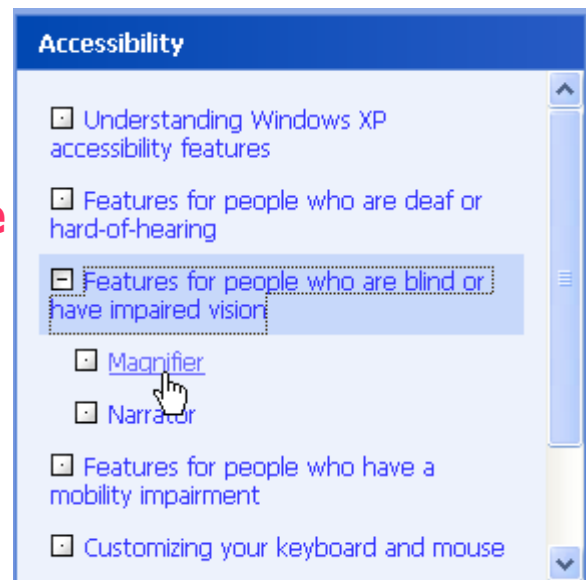 Accessibility
Understanding Windows XP
accessibility features
Features for people who are deaf or
hard-of-hearing
Features for people who are blind or
have impaired vision
Magnifier
Narrator
Features for people who have a
mobility impairment
Customizing your keyboard and mouse